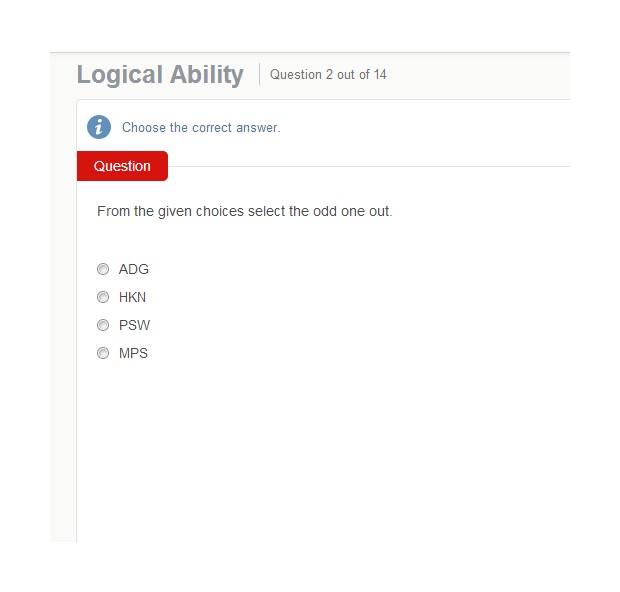 Logical Ability
Question 2 out of 14
i
Choose the correct answer.
Question
From the given choices select the odd one out.
ADG
HKN
PSW
MPS